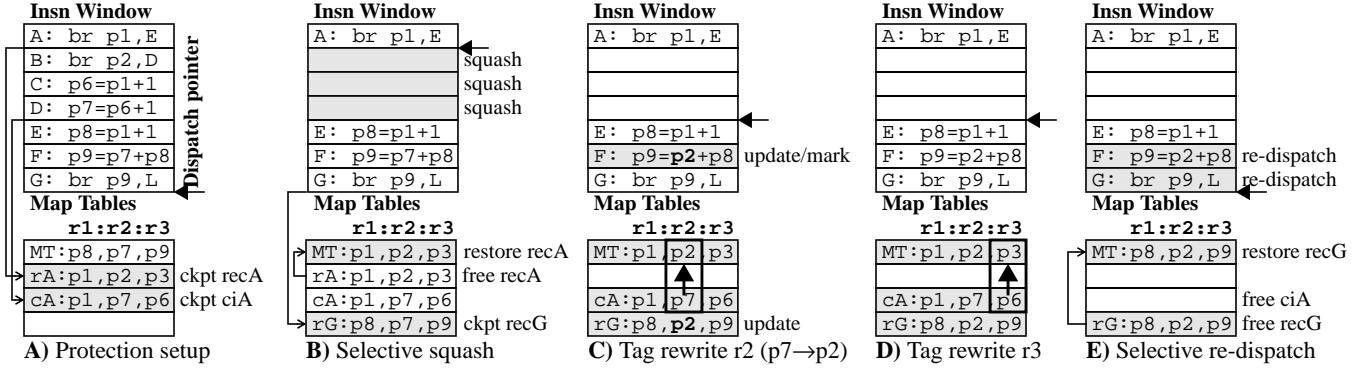 Insn Window
A: br p1,E
B: br p2,D
C: p6=p1+1
D: p7=p6+1
E: p8=p1+1
F: p9=p7+p8
G: br p9,L
Dispatch pointer
Map Tables
r1:r2:r3
MT:p8,p7,p9
rA:p1,p2,p3 ckpt recA
cA:p1,p7,p6 ckpt ciA
A) Protection setup
Insn Window
A: br p1,E
squash
squash
squash
E: p8=p1+1
F: p9=p7+p8
G: br p9,L
Map Tables
r1:r2:r3
MT:p1,p2,p3 restore recA
rA:p1,p2,p3 free recA
cA:p1,p7,p6
rG:p8,p7,p9 ckpt recG
B) Selective squash
Insn Window
A: br p1,E
E: p8=p1+1
F: p9=p2+p8 update/mark
G: br p9,L
Map Tables
r1:r2:r3
MT:p1,p2,p3
cA:p1,p7,p6
rG:p8,p2,p9 update
C) Tag rewrite r2 (p7→p2)
Insn Window
A: br p1,E
E: p8=p1+1
F: p9=p2+p8
G: br p9,L
Map Tables
r1:r2:r3
MT:p1,p2,p3
cA:p1,p7,p6
rG:p8,p2,p9
D) Tag rewrite r3
Insn Window
A: br p1,E
E: p8=p1+1
F: p9=p2+p8 re-dispatch
G: br p9,L re-dispatch
Map Tables
r1:r2:r3
MT:p8,p2,p9 restore recG
free ciA
rG:p8,p2,p9 free recG
E) Selective re-dispatch